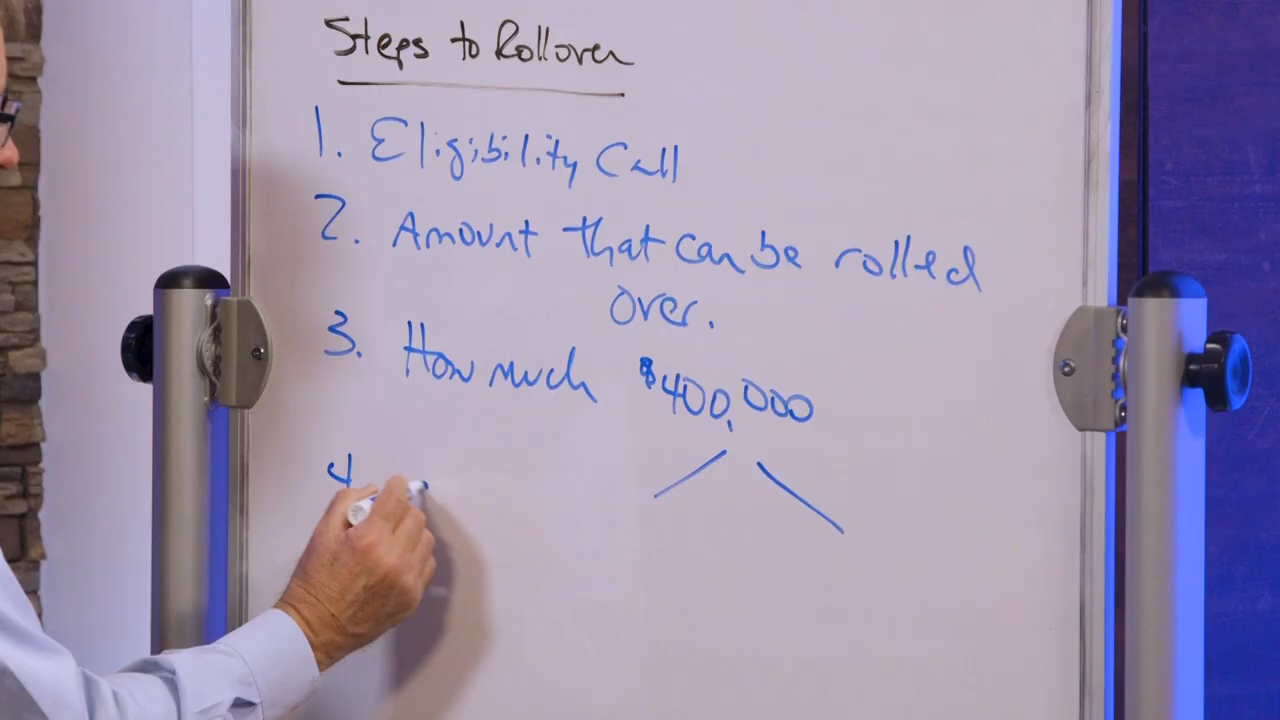 Steps to Rollover
1. Eligibility Call
2. Amount that can be rolled
over.
3. How much $400,000
4